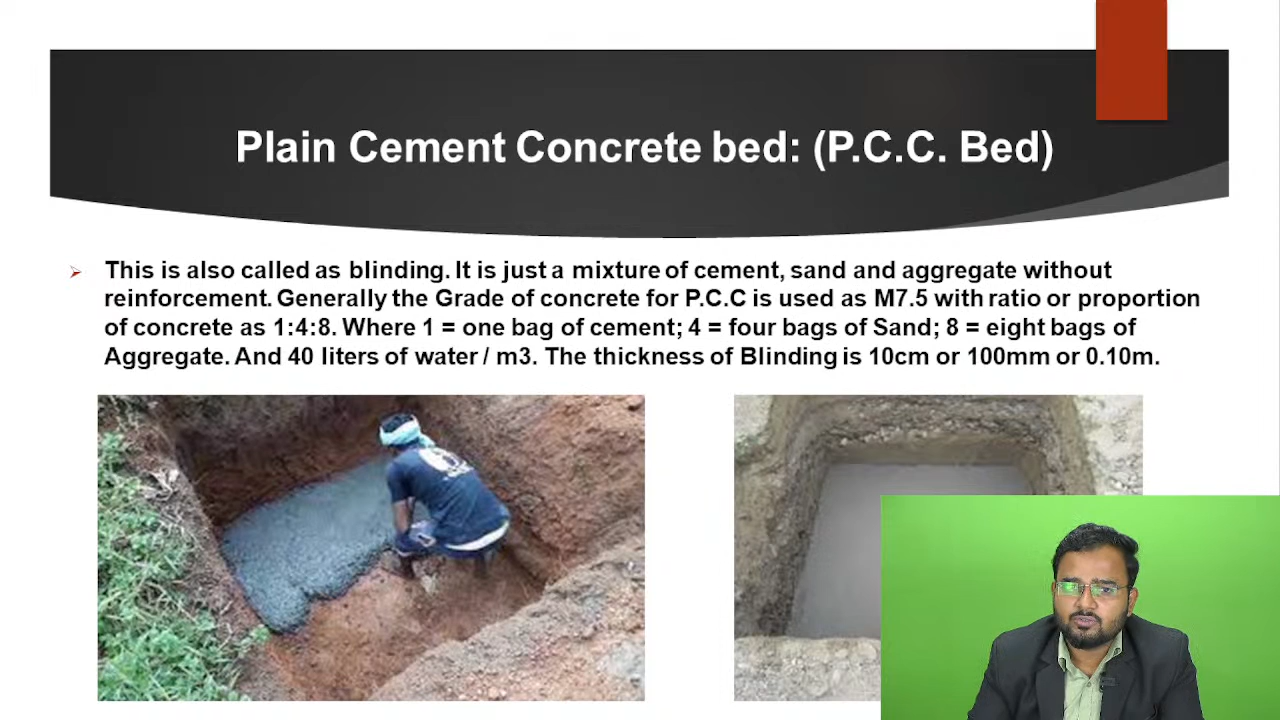 Plain Cement Concrete bed: (P.C.C. Bed)
This is also called as blinding. It is just a mixture of cement, sand and aggregate without
reinforcement. Generally the Grade of concrete for P.C.C is used as M7.5 with ratio or proportion
of concrete as 1:4:8. Where 1 = one bag of cement; 4 = four bags of Sand; 8 = eight bags of
Aggregate. And 40 liters of water / m3. The thickness of Blinding is 10cm or 100mm or 0.10m.